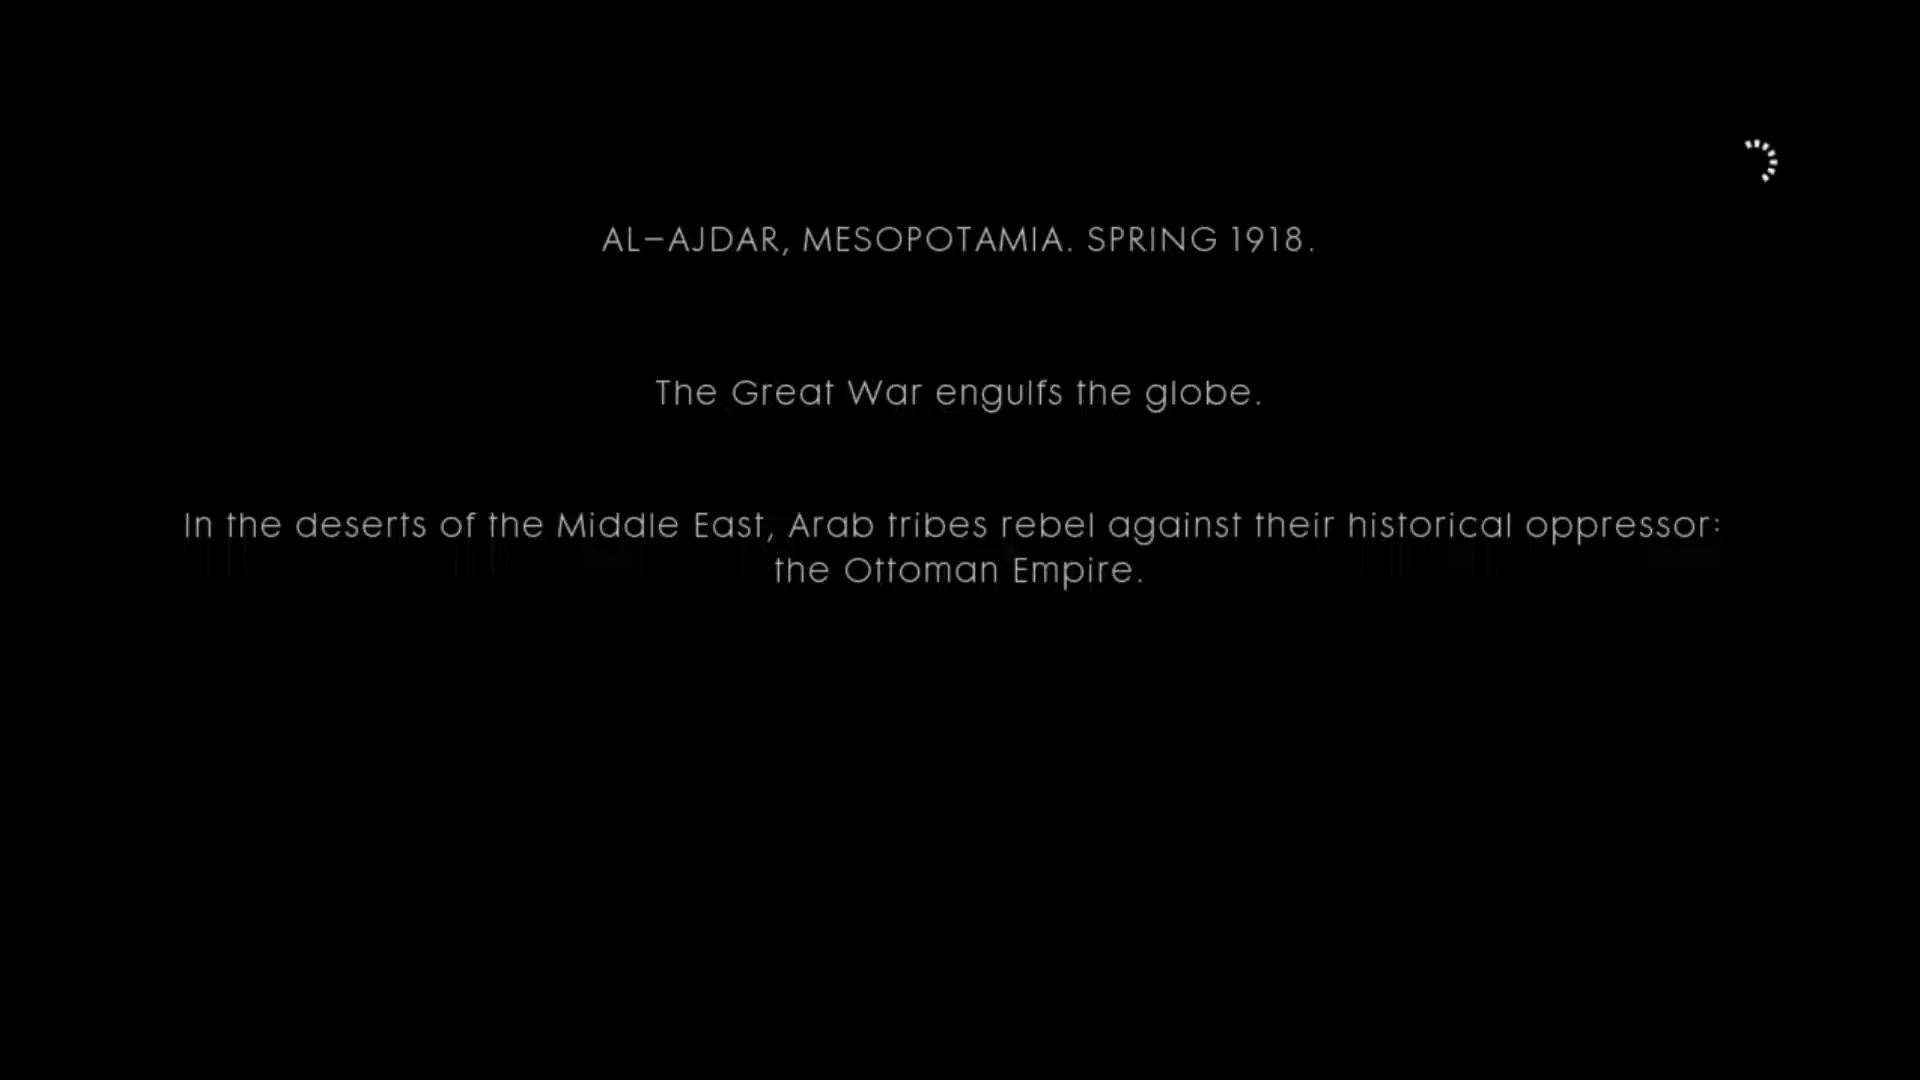 AL-AJDAR, MESOPOTAMIA. SPRING 1918.
The Great War engulfs the globe.
In the deserts of the Middle East, Arab tribes rebel against their historical oppressor:
the Ottoman Empire.